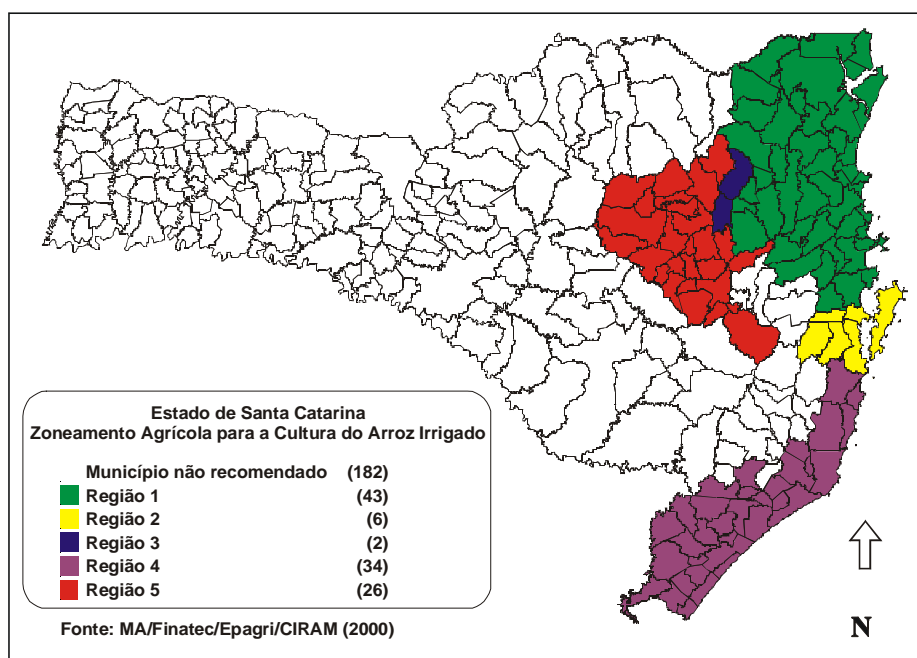 Estado de Santa Catarina
Zoneamento Agrícola para a Cultura do Arroz Irrigado
Município não recomendado (182)
Região 1 (43)
Região 2 (6)
Região 3 (2)
Região 4 (34)
Região 5 (26)
Fonte: MA/Finatec/Epagri/CIRAM (2000)
N